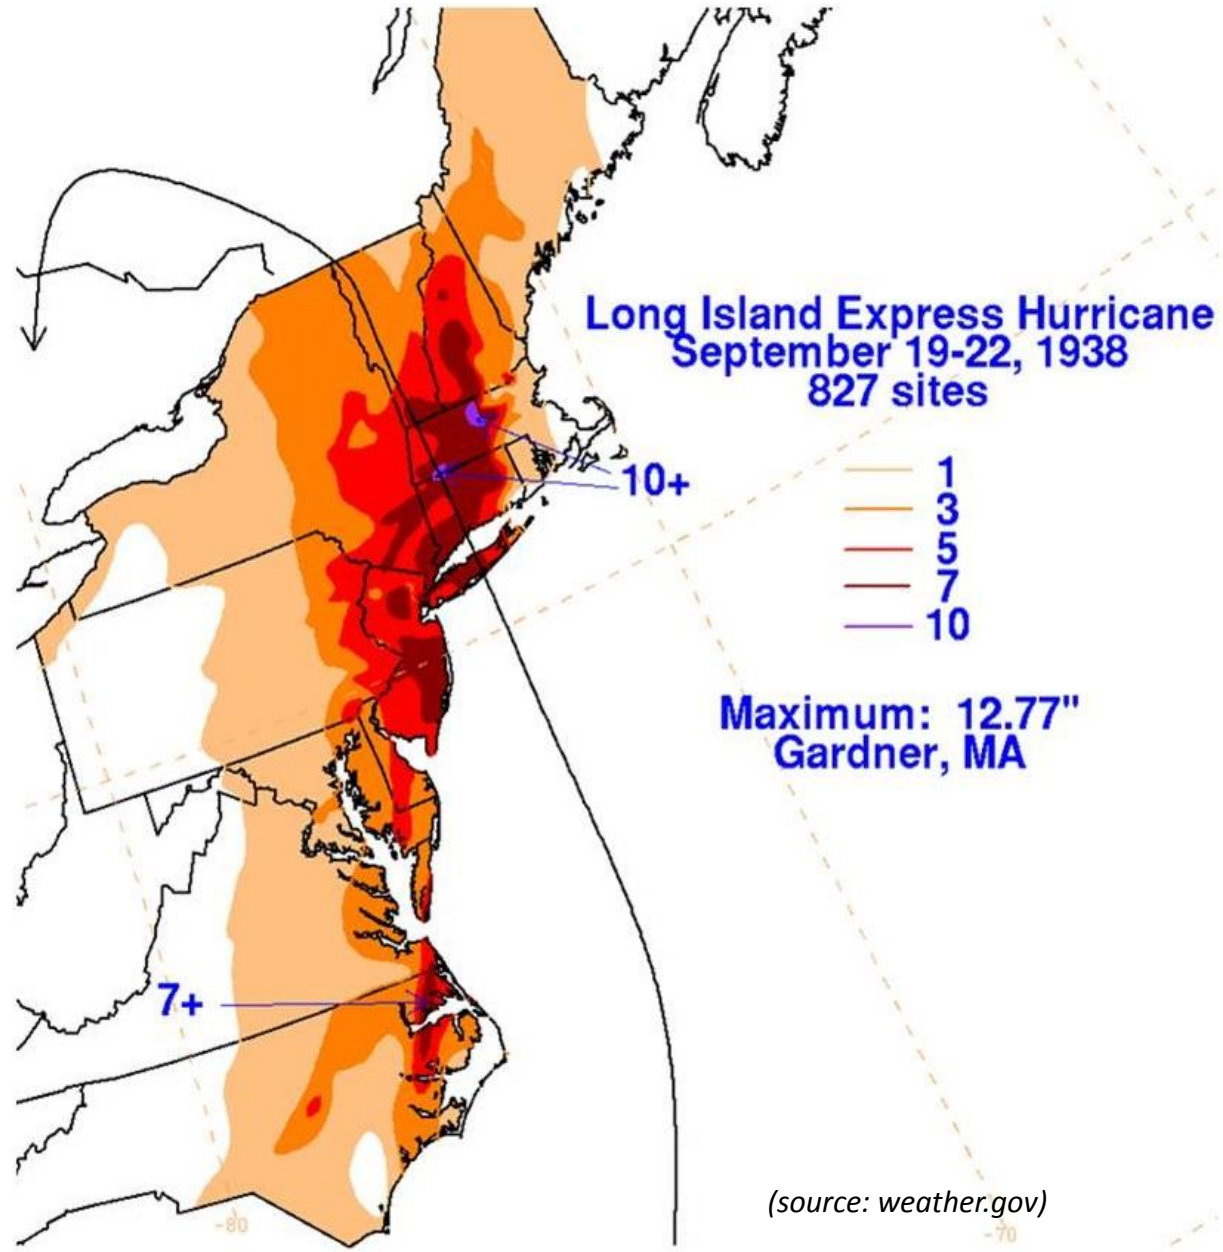 Long Island Express Hurricane
September 19-22, 1938
827 sites
10+
1
3
5
7
10
Maximum: 12.77"
Gardner, MA
7+
(source: weather.gov)
-80
-70